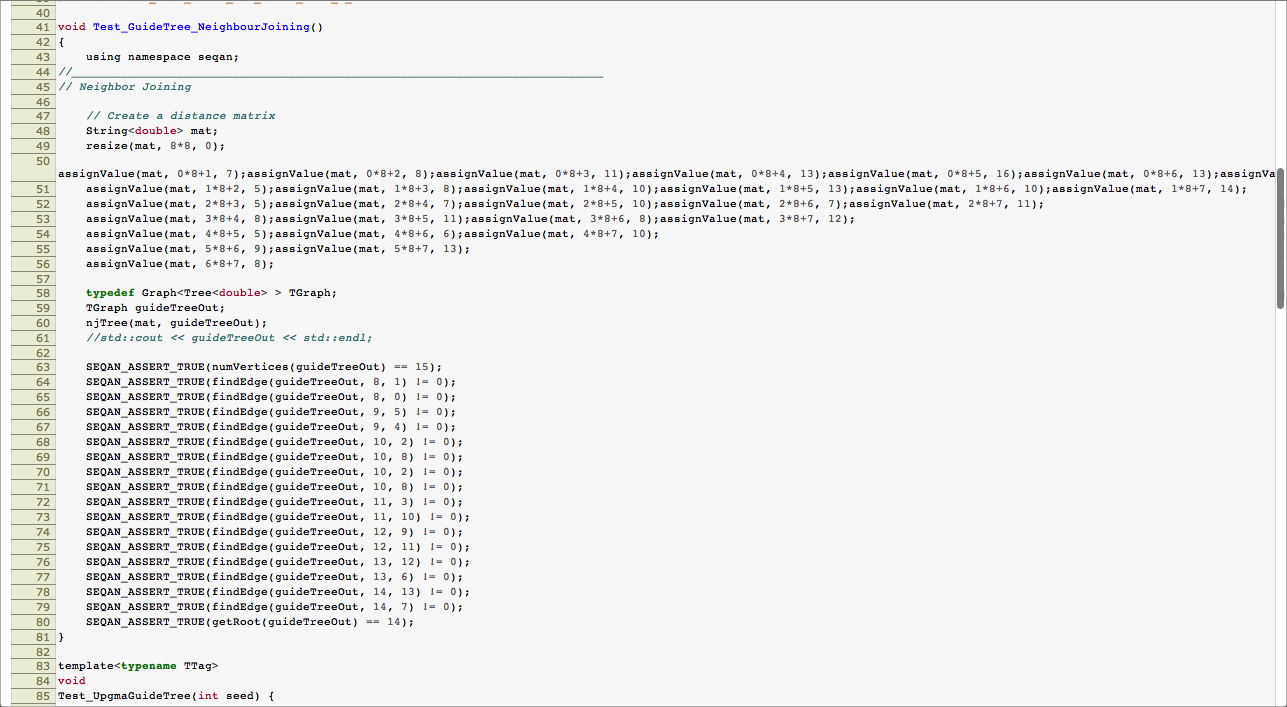 40
41 void Test_GuideTree_NeighbourJoining()
42 {
43     using namespace seqan;
44 //____________________________________________________________________________
45 // Neighbor Joining
46
47     // Create a distance matrix
48     String<double> mat;
49     resize(mat, 8*8, 0);
50
assignValue(mat, 0*8+1, 7);assignValue(mat, 0*8+2, 8);assignValue(mat, 0*8+3, 11);assignValue(mat, 0*8+4, 13);assignValue(mat, 0*8+5, 16);assignValue(mat, 0*8+6, 13);assignVa
51     assignValue(mat, 1*8+2, 5);assignValue(mat, 1*8+3, 8);assignValue(mat, 1*8+4, 10);assignValue(mat, 1*8+5, 13);assignValue(mat, 1*8+6, 10);assignValue(mat, 1*8+7, 14);
52     assignValue(mat, 2*8+3, 5);assignValue(mat, 2*8+4, 7);assignValue(mat, 2*8+5, 10);assignValue(mat, 2*8+6, 7);assignValue(mat, 2*8+7, 11);
53     assignValue(mat, 3*8+4, 8);assignValue(mat, 3*8+5, 11);assignValue(mat, 3*8+6, 8);assignValue(mat, 3*8+7, 12);
54     assignValue(mat, 4*8+5, 5);assignValue(mat, 4*8+6, 6);assignValue(mat, 4*8+7, 10);
55     assignValue(mat, 5*8+6, 9);assignValue(mat, 5*8+7, 13);
56     assignValue(mat, 6*8+7, 8);
57
58     typedef Graph<Tree<double> > TGraph;
59     TGraph guideTreeOut;
60     njTree(mat, guideTreeOut);
61     //std::cout << guideTreeOut << std::endl;
62
63     SEQAN_ASSERT_TRUE(numVertices(guideTreeOut) == 15);
64     SEQAN_ASSERT_TRUE(findEdge(guideTreeOut, 8, 1) != 0);
65     SEQAN_ASSERT_TRUE(findEdge(guideTreeOut, 8, 0) != 0);
66     SEQAN_ASSERT_TRUE(findEdge(guideTreeOut, 9, 5) != 0);
67     SEQAN_ASSERT_TRUE(findEdge(guideTreeOut, 9, 4) != 0);
68     SEQAN_ASSERT_TRUE(findEdge(guideTreeOut, 10, 2) != 0);
69     SEQAN_ASSERT_TRUE(findEdge(guideTreeOut, 10, 8) != 0);
70     SEQAN_ASSERT_TRUE(findEdge(guideTreeOut, 10, 2) != 0);
71     SEQAN_ASSERT_TRUE(findEdge(guideTreeOut, 10, 8) != 0);
72     SEQAN_ASSERT_TRUE(findEdge(guideTreeOut, 11, 3) != 0);
73     SEQAN_ASSERT_TRUE(findEdge(guideTreeOut, 11, 10) != 0);
74     SEQAN_ASSERT_TRUE(findEdge(guideTreeOut, 12, 9) != 0);
75     SEQAN_ASSERT_TRUE(findEdge(guideTreeOut, 12, 11) != 0);
76     SEQAN_ASSERT_TRUE(findEdge(guideTreeOut, 13, 12) != 0);
77     SEQAN_ASSERT_TRUE(findEdge(guideTreeOut, 13, 6) != 0);
78     SEQAN_ASSERT_TRUE(findEdge(guideTreeOut, 14, 13) != 0);
79     SEQAN_ASSERT_TRUE(findEdge(guideTreeOut, 14, 7) != 0);
80     SEQAN_ASSERT_TRUE(getRoot(guideTreeOut) == 14);
81 }
82
83 template<typename TTag>
84 void
85 Test_UpgmaGuideTree(int seed) {